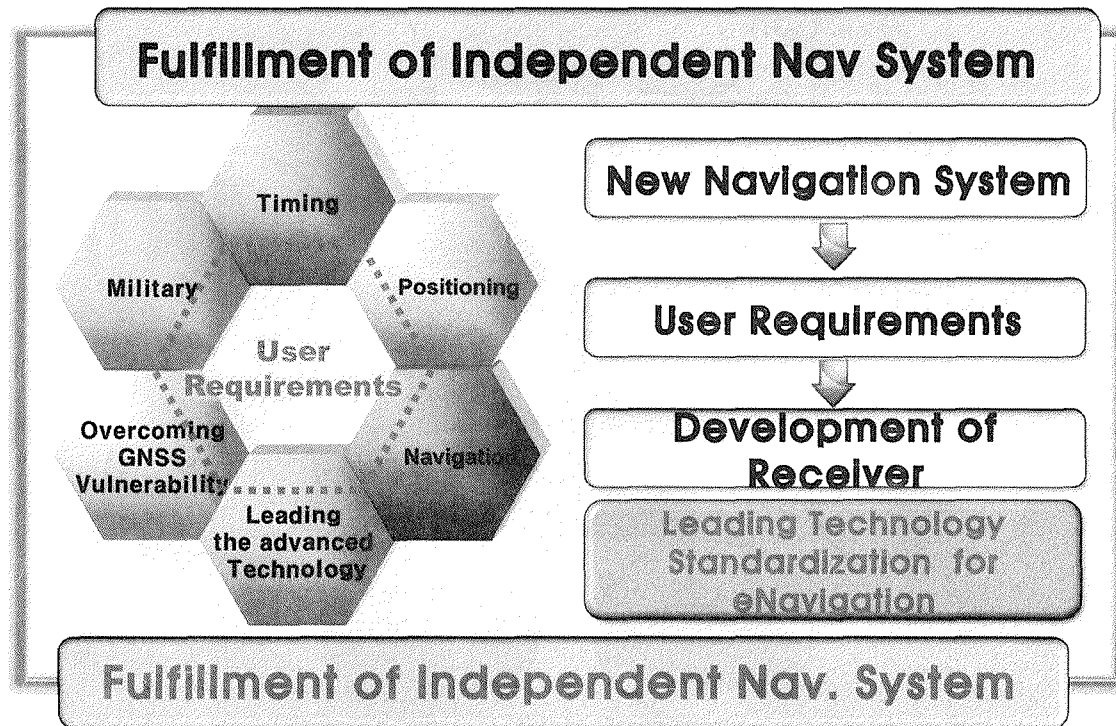 Fulfillment of Independent Nav System
Timing
Military
Positioning
User
Requirements
Overcoming
GNSS
Vulnerability
Navigation
Leading
the advanced
Technology
New Navigation System
User Requirements
Development of
Receiver
Leading Technology
Standardization for
eNavigation
Fulfillment of Independent Nav. System